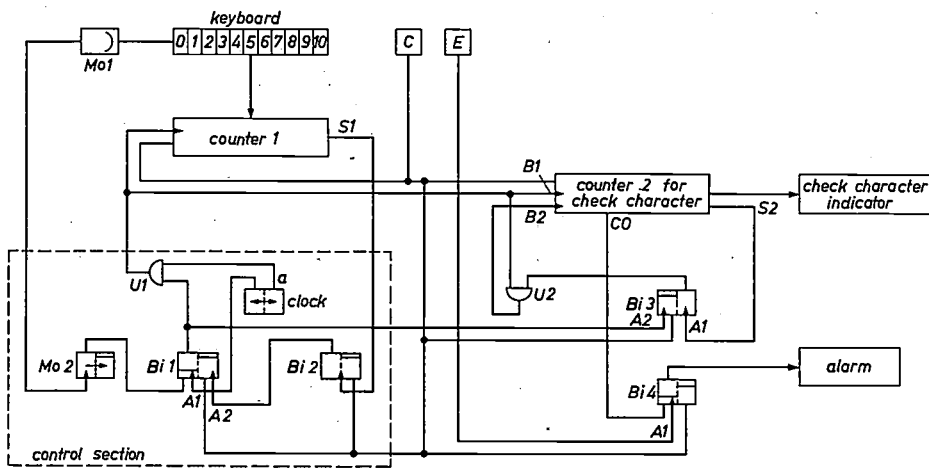 keyboard
0 1 2 3 4 5 6 7 8 9 10
C
E
Mo1
counter 1
S1
B1
B2
counter 2 for
check character
S2
check character
indicator
CO
U1
a
clock
U2
Bi 3
A2
A1
Mo 2
Bi 1
A1
A2
Bi 2
Bi 4
A1
alarm
control section